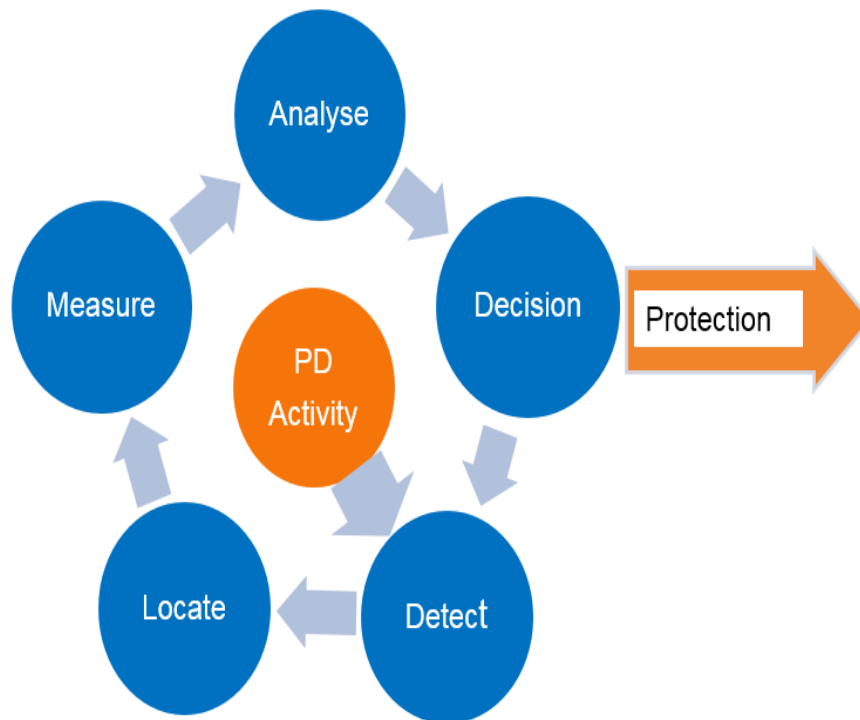 Analyse
Measure
Decision
Protection
PD
Activity
Locate
Detect